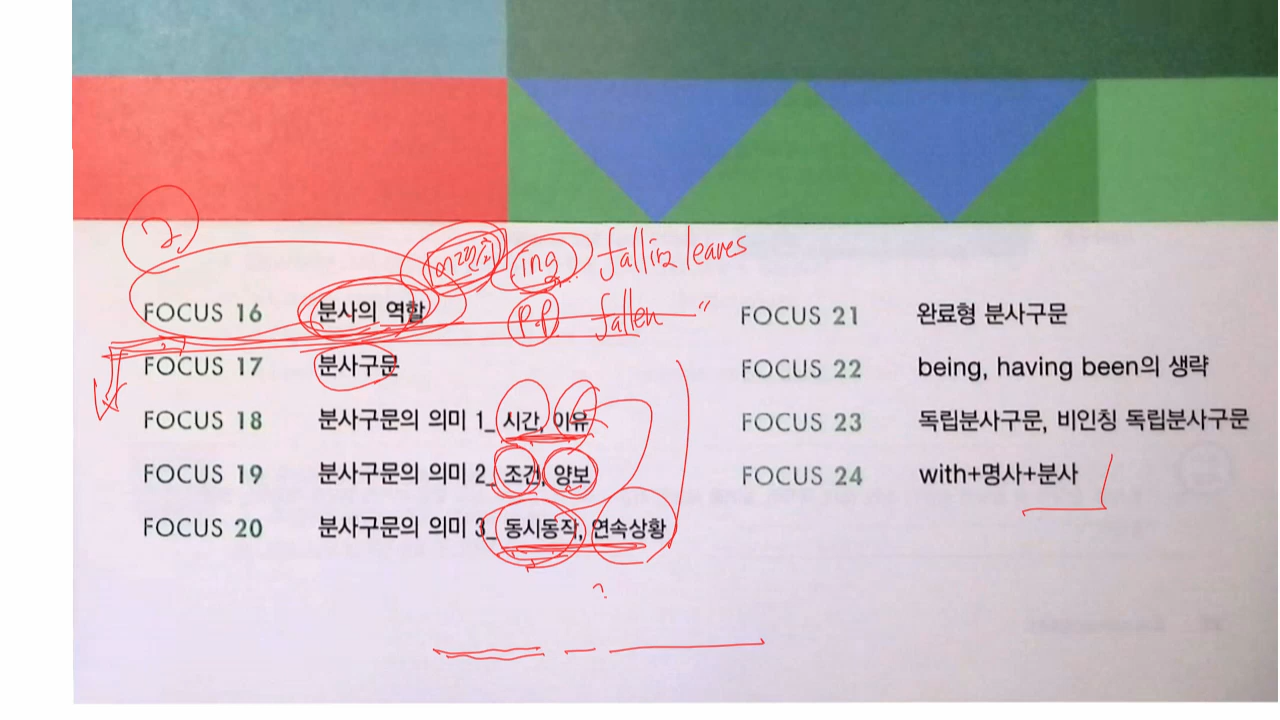 2
ing falling leaves
FOCUS 16 분사의 역할 p.p fallen "
FOCUS 17 분사구문
FOCUS 18 분사구문의 의미 1_ 시간, 이유
FOCUS 19 분사구문의 의미 2_ 조건, 양보
FOCUS 20 분사구문의 의미 3_ 동시동작, 연속상황
?
FOCUS 21 완료형 분사구문
FOCUS 22 being, having been의 생략
FOCUS 23 독립분사구문, 비인칭 독립분사구문
FOCUS 24 with+명사+분사